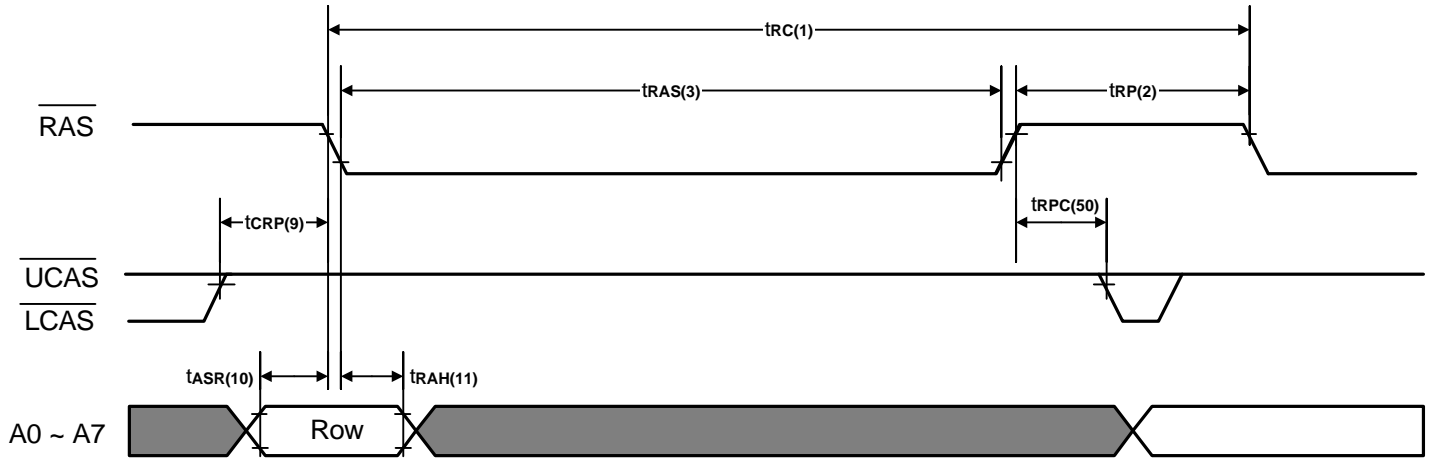 tRC(1)
tRAS(3)
tRP(2)
RAS
tCRP(9)
tRPC(50)
UCAS
LCAS
tASR(10)
tRAH(11)
A0 ~ A7
Row